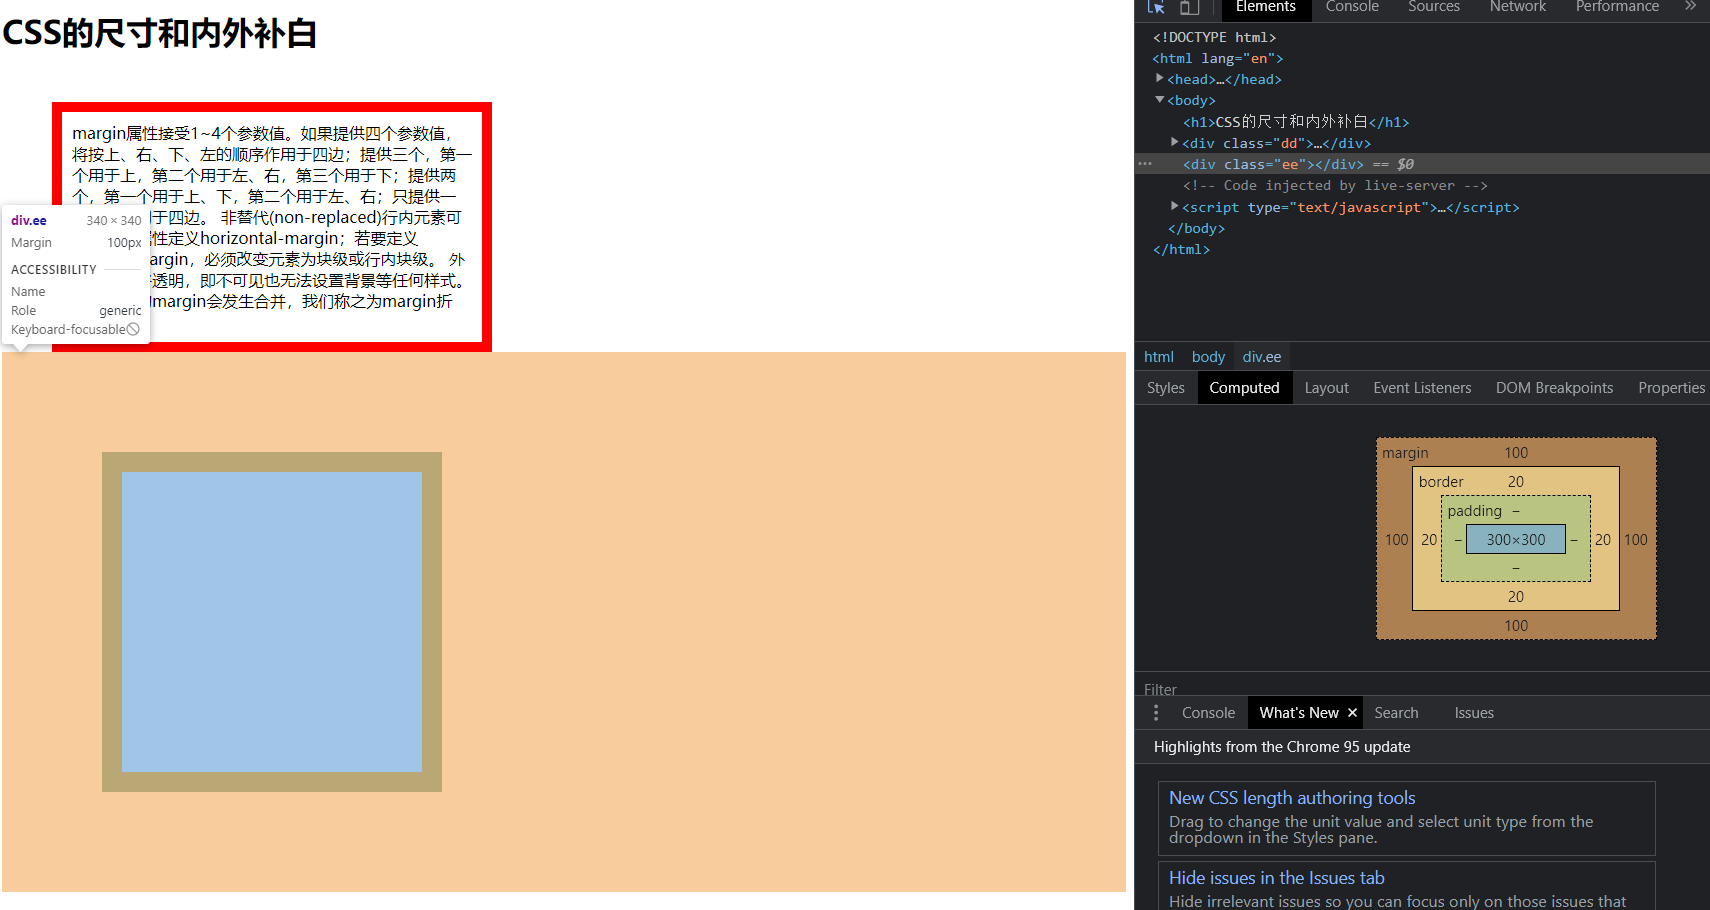 CSS的尺寸和内外补白
margin属性接受1~4个参数值。如果提供四个参数值，
将按上、右、下、左的顺序作用于四边；提供三个，第一
个用于上，第二个用于左、右，第三个用于下；提供两
个，第一个用于上、下，第二个用于左、右；只提供一
于四边。 非替代(non-replaced)行内元素可
性定义horizontal-margin；若要定义
argin，必须改变元素为块级或行内块级。 外
透明，即不可见也无法设置背景等任何样式。
margin会发生合并，我们称之为margin折
div.ee 340 × 340
Margin 100px
ACCESSIBILITY
Name
Role generic
Keyboard-focusable
Elements Console Sources Network Performance »
<!DOCTYPE html>
<html lang="en">
<head>…</head>
<body>
<h1>CSS的尺寸和内外补白</h1>
<div class="dd">…</div>
<div class="ee"></div> == $0
<!-- Code injected by live-server -->
<script type="text/javascript">…</script>
</body>
</html>
html body div.ee
Styles Computed Layout Event Listeners DOM Breakpoints Properties
margin 100
border 20
padding –
100 20 – 300×300 – 20 100
–
20
100
Filter
Console What's New × Search Issues
Highlights from the Chrome 95 update
New CSS length authoring tools
Drag to change the unit value and select unit type from the
dropdown in the Styles pane.
Hide issues in the Issues tab
Hide irrelevant issues so you can focus only on those issues that